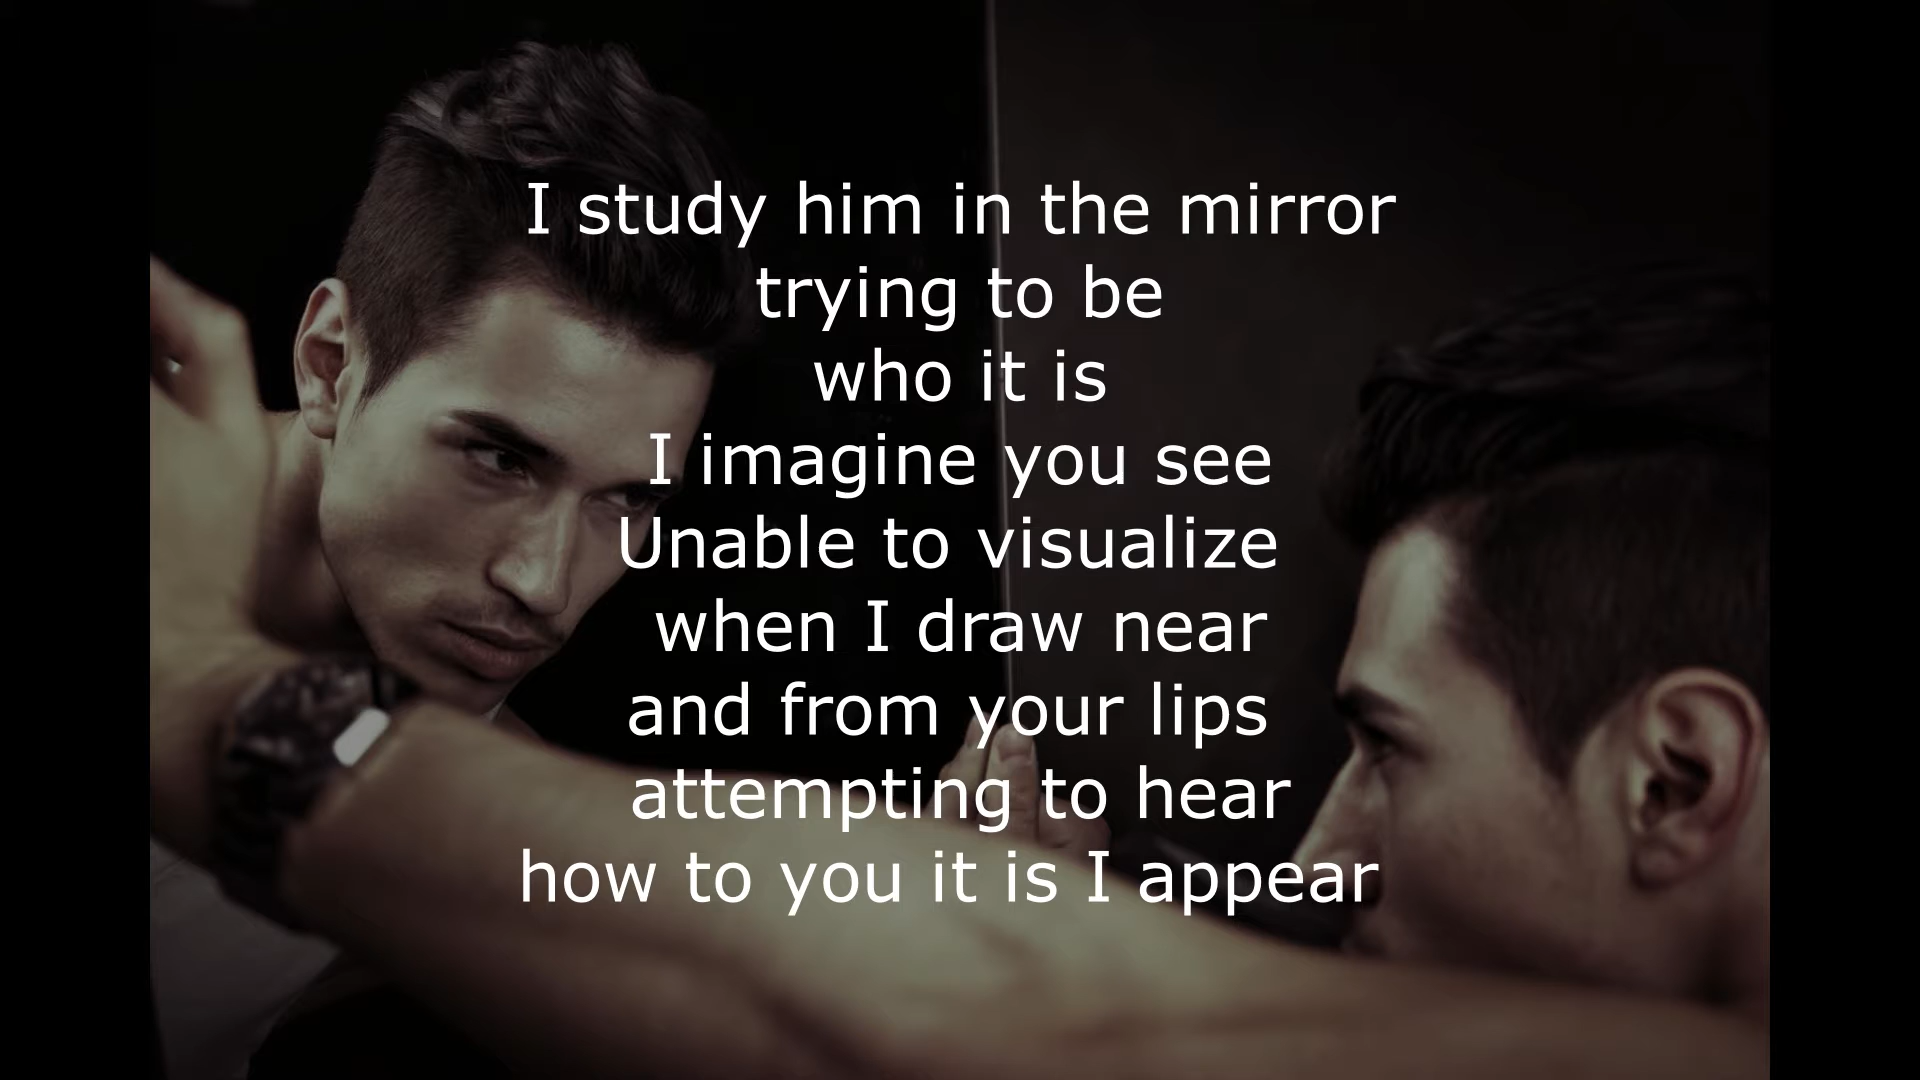 I study him in the mirror
trying to be
who it is
I imagine you see
Unable to visualize
when I draw near
and from your lips
attempting to hear
how to you it is I appear